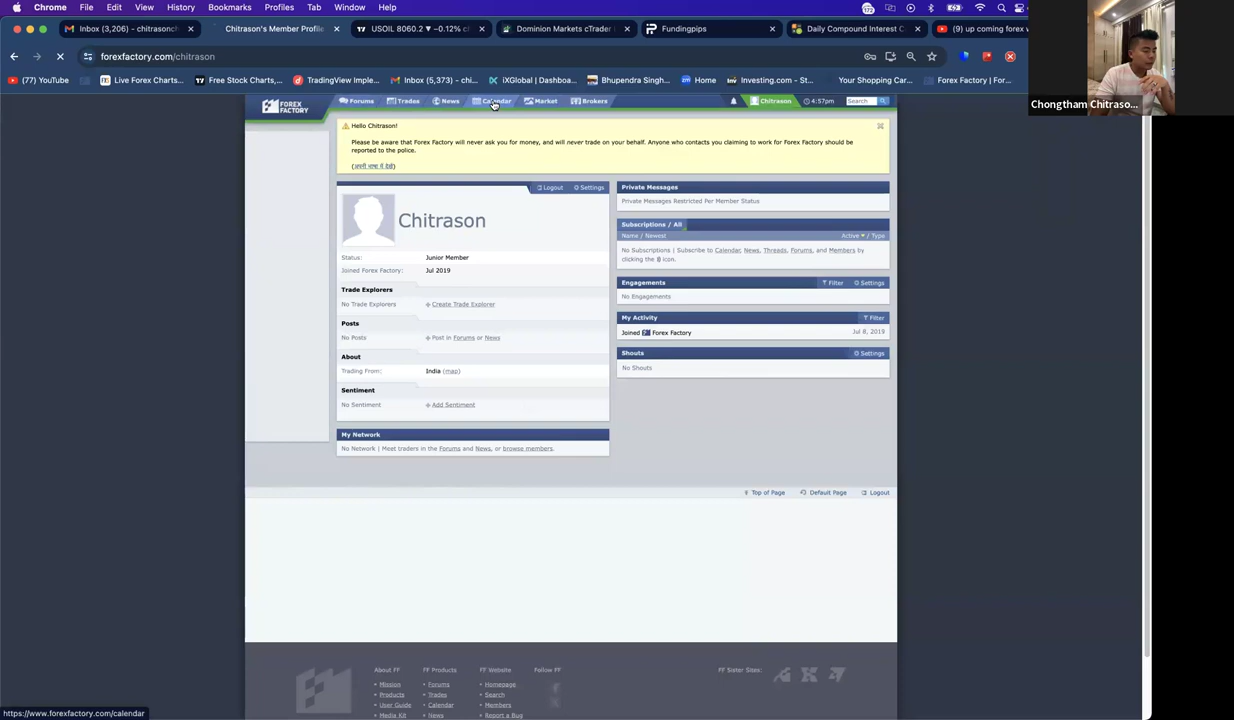 Chrome File Edit View History Bookmarks Profiles Tab Window Help
Inbox (3,206) - chitrasonc
Chitrason's Member Profile
USOIL 8060.2 ▼ −0.12% c
Dominion Markets cTrader
Fundingpips
Daily Compound Interest C
(9) up coming forex w
forexfactory.com/chitrason
(77) YouTube
Live Forex Charts,...
Free Stock Charts,...
TradingView Imple...
Inbox (5,373) – chi...
iXGlobal | Dashboa...
Bhupendra Singh...
Home
Investing.com - St...
Your Shopping Car...
Forex Factory | For...
Chongtham Chitraso...
FOREX FACTORY
Forums Trades News Calendar Market Brokers
Chitrason 4:57pm Search
Hello Chitrason!
Please be aware that Forex Factory will never ask you for money, and will never trade on your behalf. Anyone who contacts you claiming to work for Forex Factory should be
reported to the police.
(अपनी भाषा में देखें)
Logout Settings
Chitrason
Status: Junior Member
Joined Forex Factory: Jul 2019
Trade Explorers
No Trade Explorers + Create Trade Explorer
Posts
No Posts + Post in Forums or News
About
Trading From: India (map)
Sentiment
No Sentiment + Add Sentiment
My Network
No Network | Meet traders in the Forums and News, or browse members.
Private Messages
Private Messages Restricted Per Member Status
Subscriptions / All
Name / Newest Active ▾ / Type
No Subscriptions | Subscribe to Calendar, News, Threads, Forums, and Members by
clicking the icon.
Engagements Filter Settings
No Engagements
My Activity Filter
Joined Forex Factory Jul 8, 2019
Shouts Settings
No Shouts
Top of Page Default Page Logout
About FF
Mission
Products
User Guide
Media Kit
FF Products
Forums
Trades
Calendar
News
FF Website
Homepage
Search
Members
Report a Bug
Follow FF
FF Sister Sites:
https://www.forexfactory.com/calendar